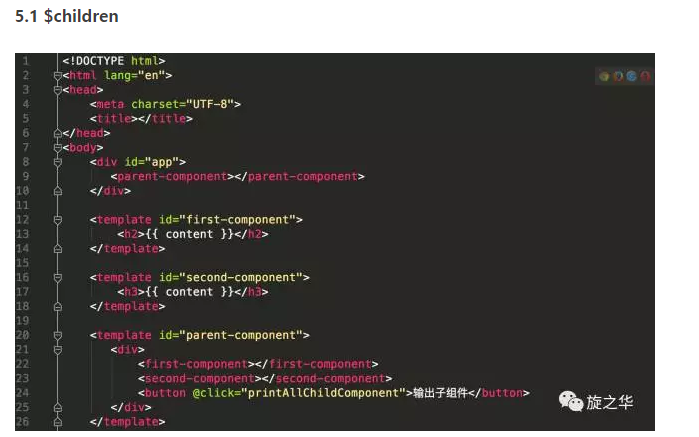 5.1 $children
1 <!DOCTYPE html>
2 <html lang="en">
3 <head>
4 <meta charset="UTF-8">
5 <title></title>
6 </head>
7 <body>
8 <div id="app">
9 <parent-component></parent-component>
10 </div>
11
12 <template id="first-component">
13 <h2>{{ content }}</h2>
14 </template>
15
16 <template id="second-component">
17 <h3>{{ content }}</h3>
18 </template>
19
20 <template id="parent-component">
21 <div>
22 <first-component></first-component>
23 <second-component></second-component>
24 <button @click="printAllChildComponent">输出子组件</button>
25 </div>
26 </template>
旋之华